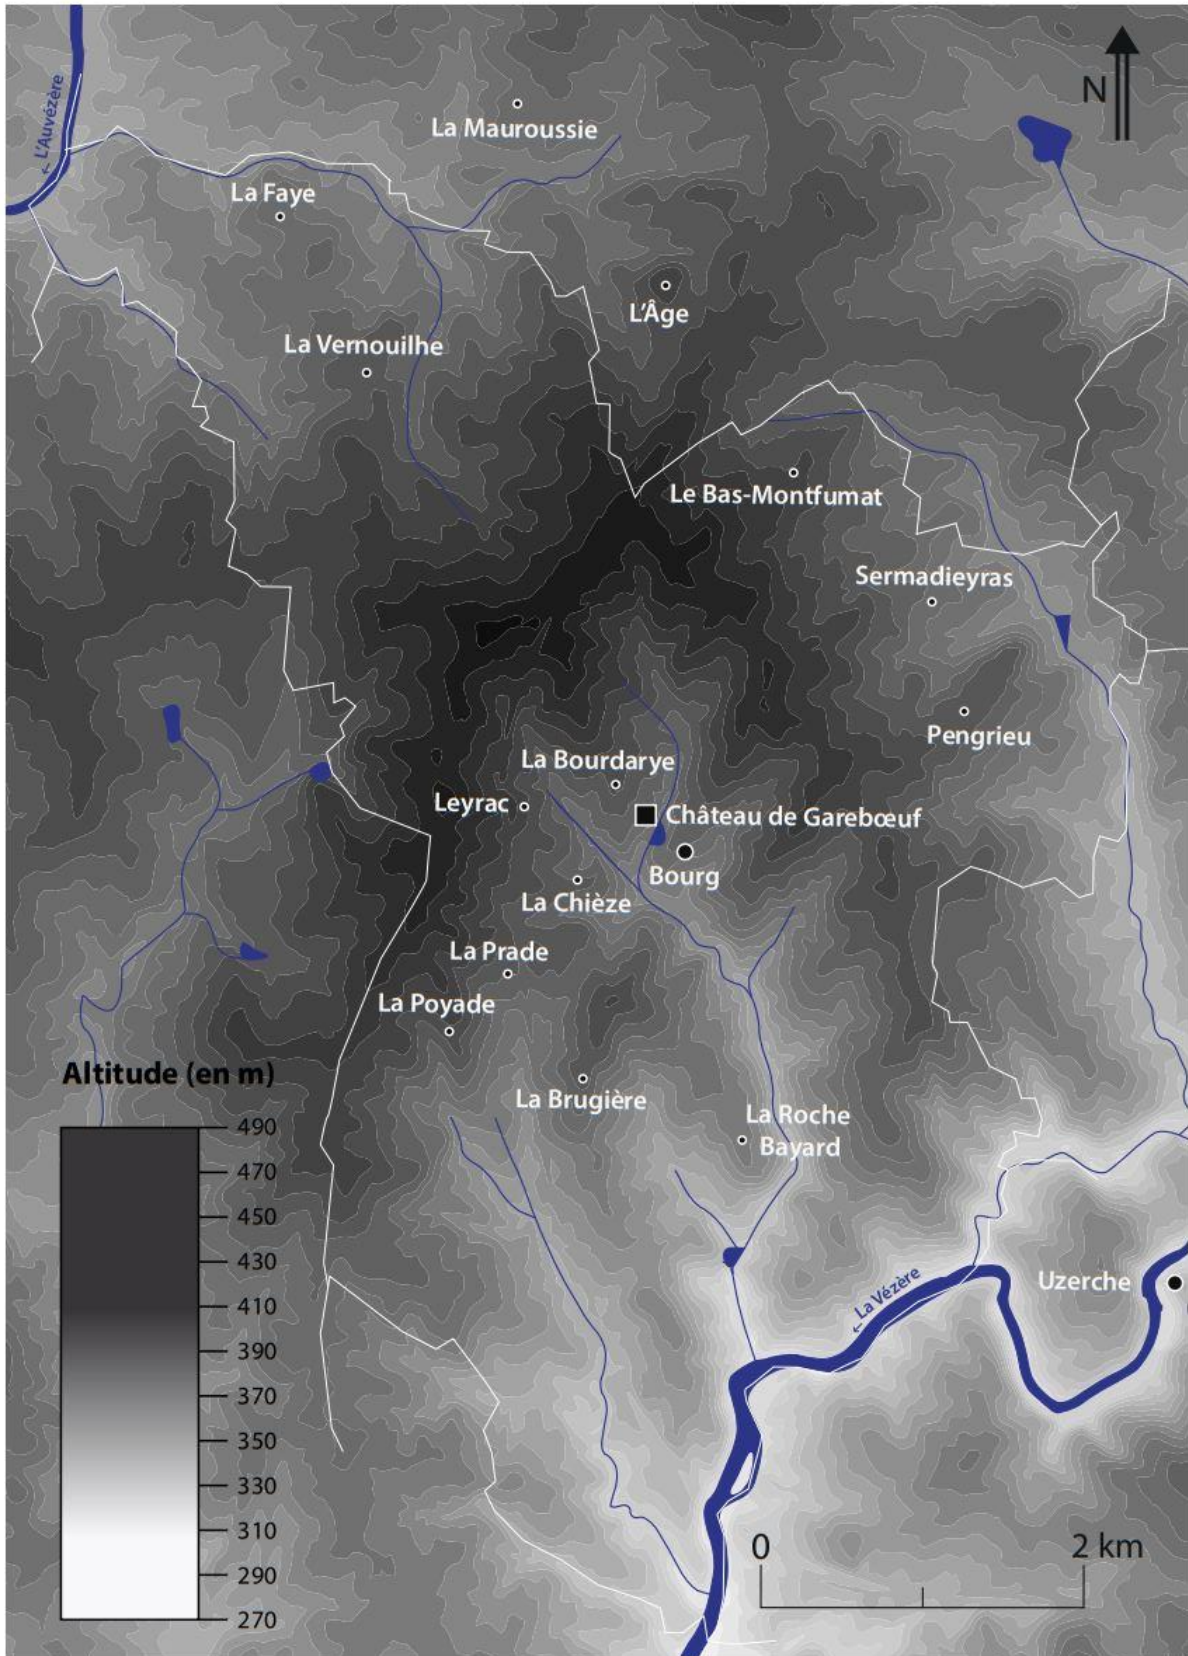 N
← L'Auvézère
La Mauroussie
La Faye
L'Âge
La Vernouilhe
Le Bas-Montfumat
Sermadieyras
Pengrieu
La Bourdarye
Leyrac
Château de Garebœuf
Bourg
La Chièze
La Prade
La Poyade
Altitude (en m)
La Brugière
La Roche
Bayard
490
470
450
430
410
390
370
350
330
310
290
270
← La Vézère
Uzerche
0
2 km